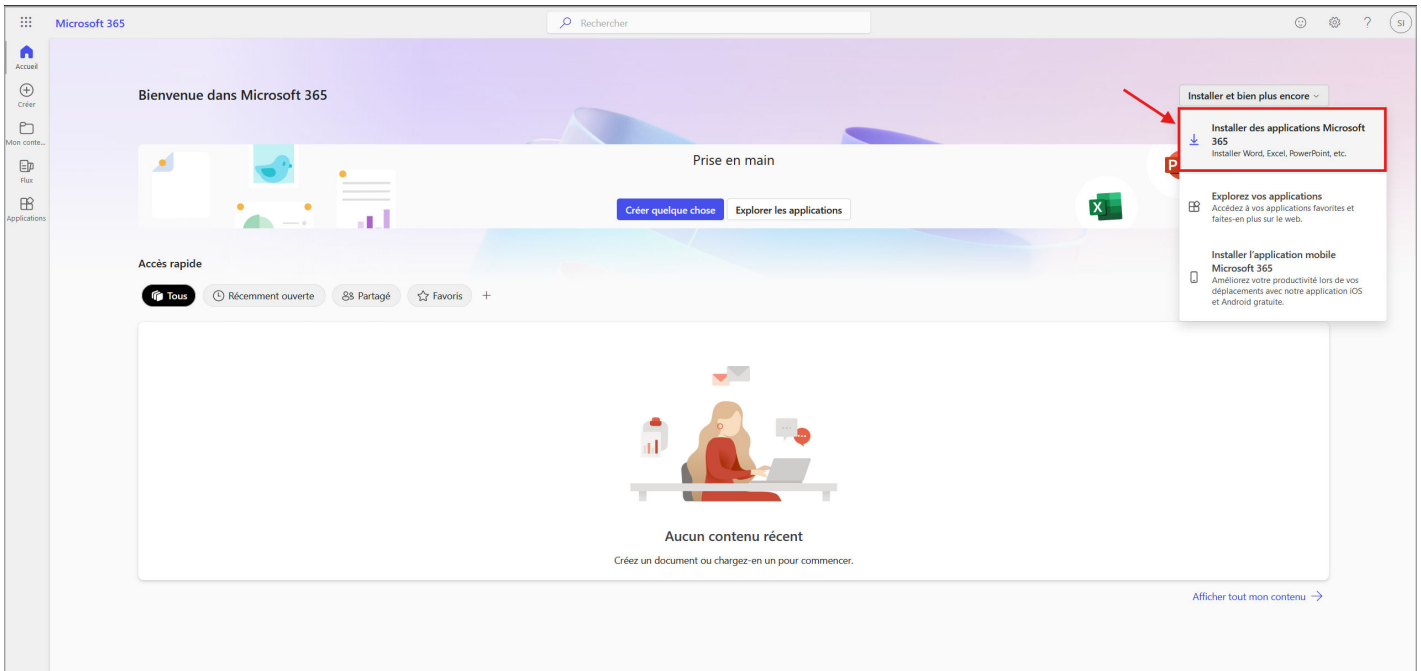 Microsoft 365
Rechercher
SI
Accueil
Créer
Mon conte...
Flux
Applications
Bienvenue dans Microsoft 365
Installer et bien plus encore
Installer des applications Microsoft
365
Installer Word, Excel, PowerPoint, etc.
Explorez vos applications
Accédez à vos applications favorites et
faites-en plus sur le web.
Installer l'application mobile
Microsoft 365
Améliorez votre productivité lors de vos
déplacements avec notre application iOS
et Android gratuite.
Prise en main
P
X
Créer quelque chose
Explorer les applications
Accès rapide
Tous
Récemment ouverte
Partagé
Favoris
Aucun contenu récent
Créez un document ou chargez-en un pour commencer.
Afficher tout mon contenu